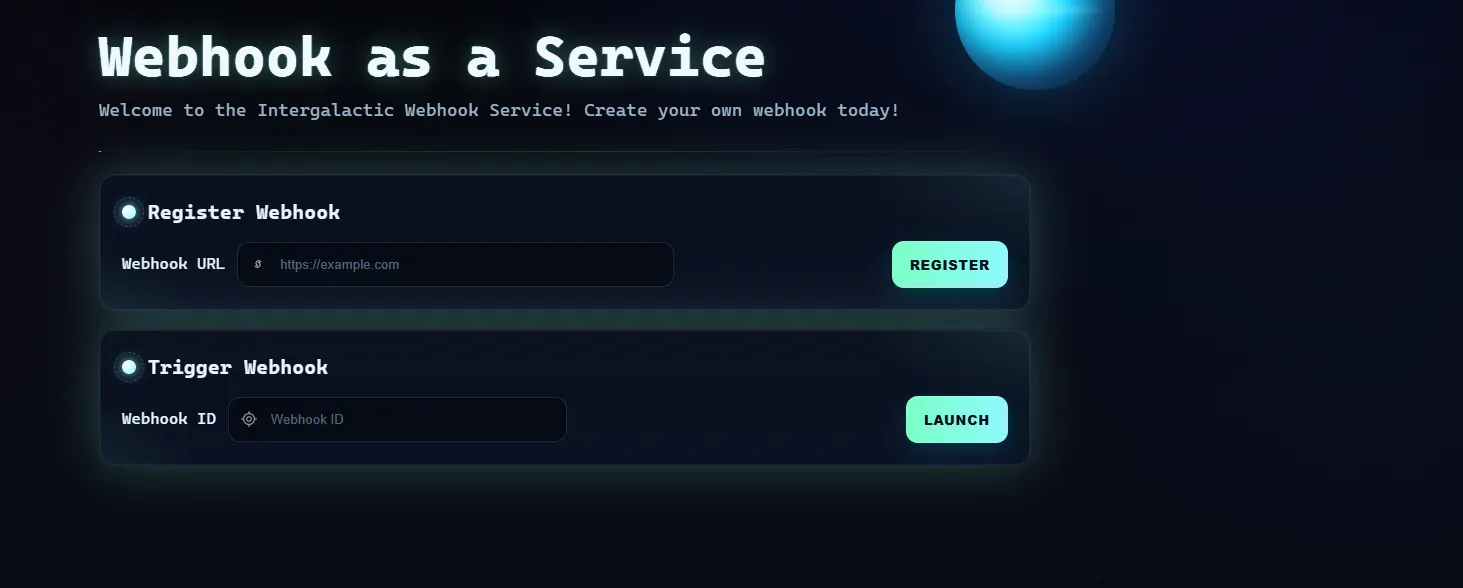 Webhook as a Service
Welcome to the Intergalactic Webhook Service! Create your own webhook today!
Register Webhook
Webhook URL https://example.com REGISTER
Trigger Webhook
Webhook ID Webhook ID LAUNCH